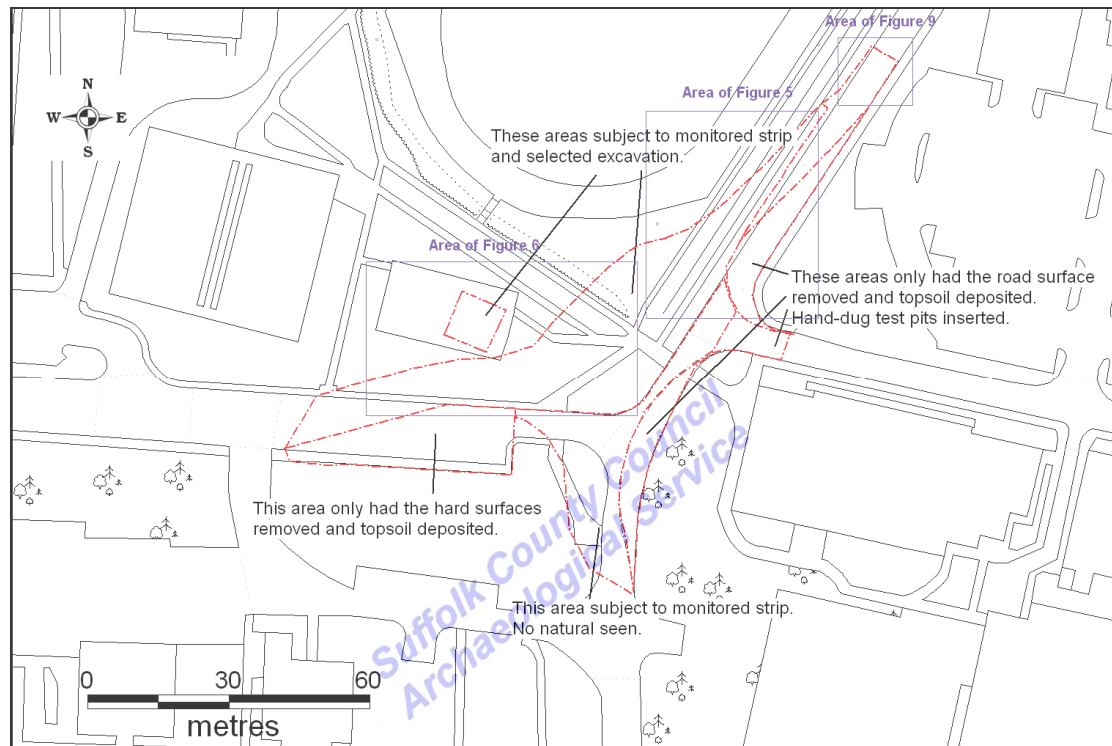 Area of Figure 9
N
W E
S
Area of Figure 5
These areas subject to monitored strip
and selected excavation.
Area of Figure 6
These areas only had the road surface
removed and topsoil deposited.
Hand-dug test pits inserted.
This area only had the hard surfaces
removed and topsoil deposited.
This area subject to monitored strip.
No natural seen.
Suffolk County Council
Archaeological Service
0 30 60
metres